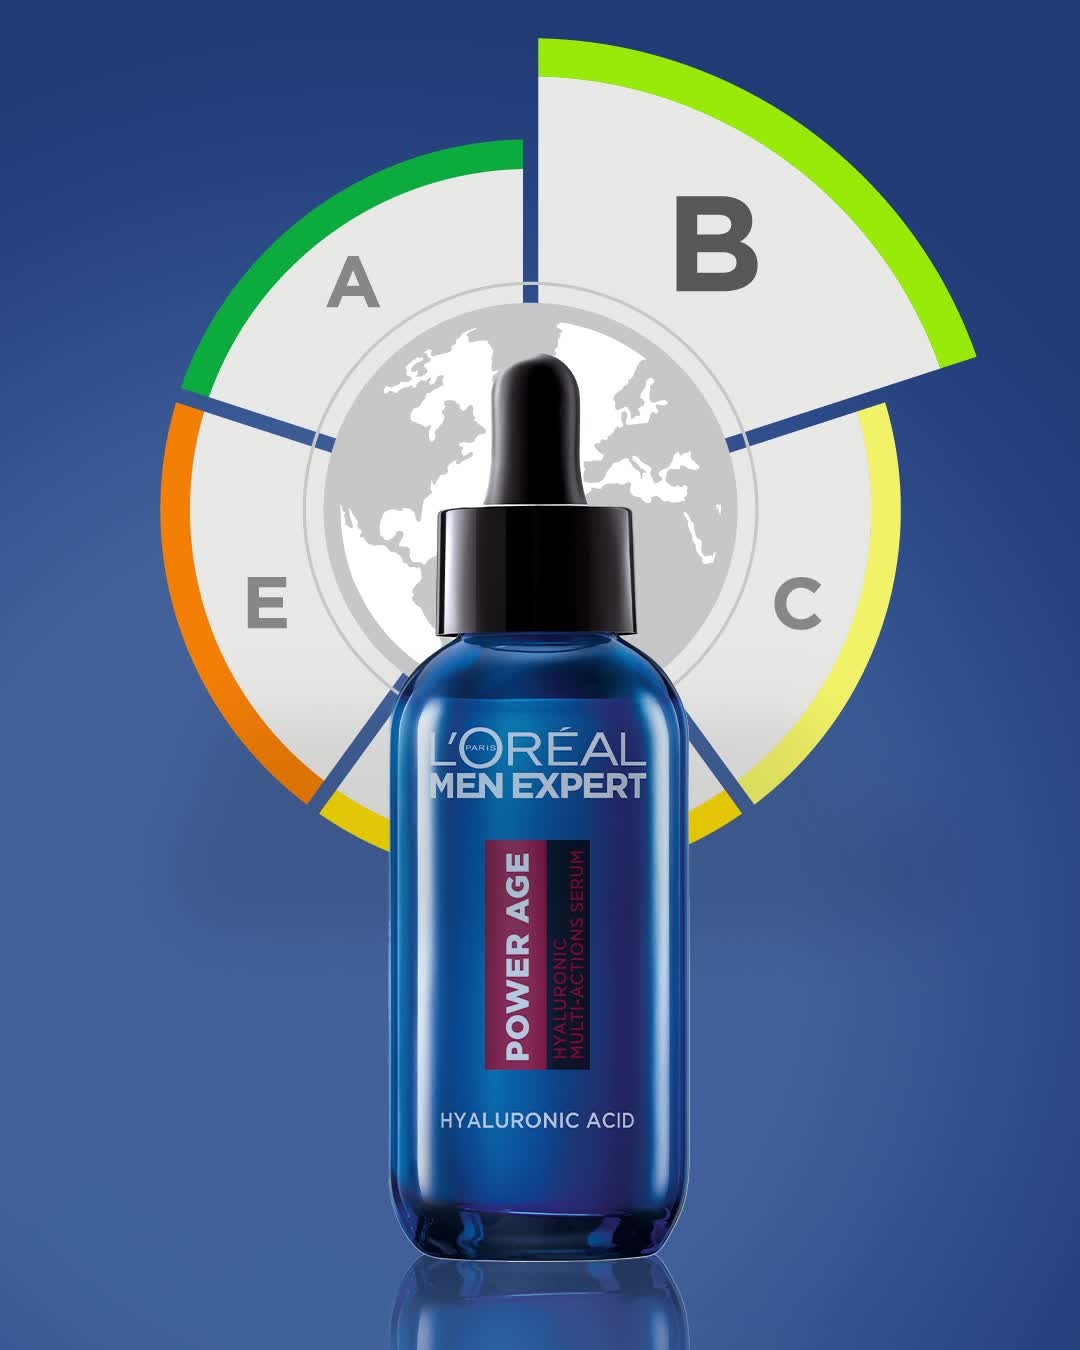 B
A
E
C
L'ORÉAL
PARIS
MEN EXPERT
POWER AGE
HYALURONIC
MULTI-ACTIONS SERUM
HYALURONIC ACID